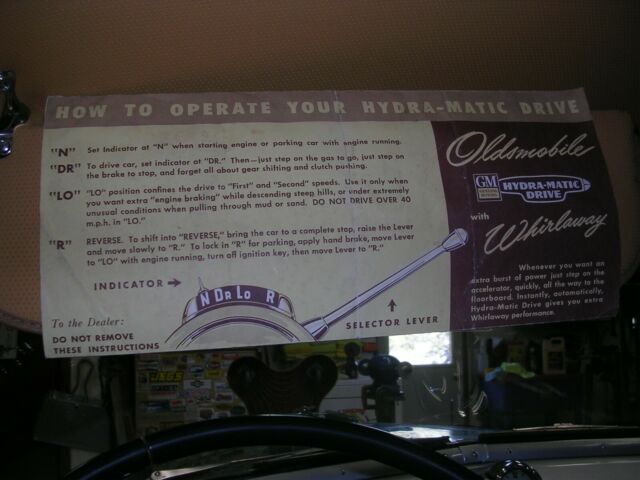 HOW TO OPERATE YOUR HYDRA-MATIC DRIVE
"N" Set Indicator at "N" when starting engine or parking car with engine running.
"DR" To drive car, set indicator at "DR." Then—just step on the gas to go, just step on
the brake to stop, and forget all about gear shifting and clutch pushing.
"LO" "LO" position confines the drive to "First" and "Second" speeds. Use it only when
you want extra "engine braking" while descending steep hills, or under extremely
unusual conditions when pulling through mud or sand. DO NOT DRIVE OVER 40
m.p.h. in "LO."
"R" REVERSE. To shift into "REVERSE," bring the car to a complete stop, raise the Lever
and move slowly to "R." To lock in "R" for parking, apply hand brake, move Lever
to "LO" with engine running, turn off ignition key, then move Lever to "R."
INDICATOR
N DR LO R
SELECTOR LEVER
To the Dealer:
DO NOT REMOVE
THESE INSTRUCTIONS
Oldsmobile
GM
HYDRA-MATIC
DRIVE
with
Whirlaway
Whenever you want an
extra burst of power just step on the
accelerator, quickly, all the way to the
floorboard. Instantly, automatically,
Hydra-Matic Drive gives you extra
Whirlaway performance.